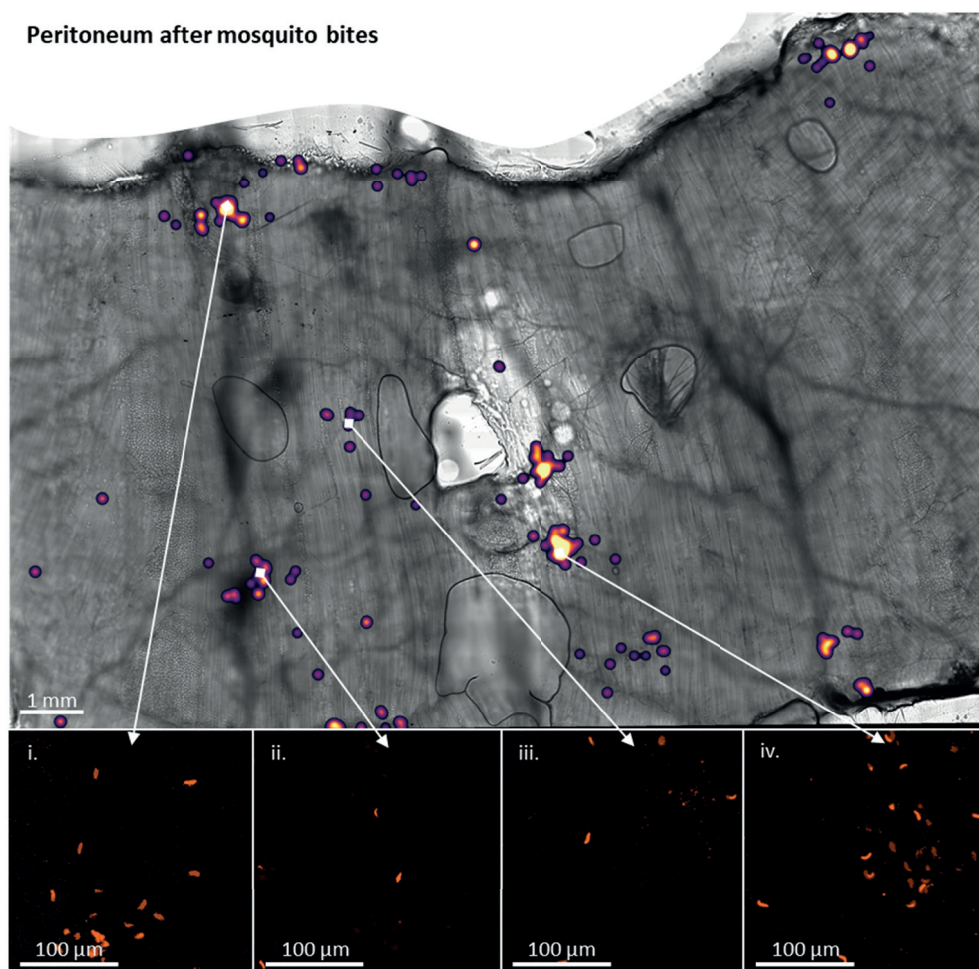 Peritoneum after mosquito bites
1 mm
i.
ii.
iii.
iv.
100 µm
100 µm
100 µm
100 µm